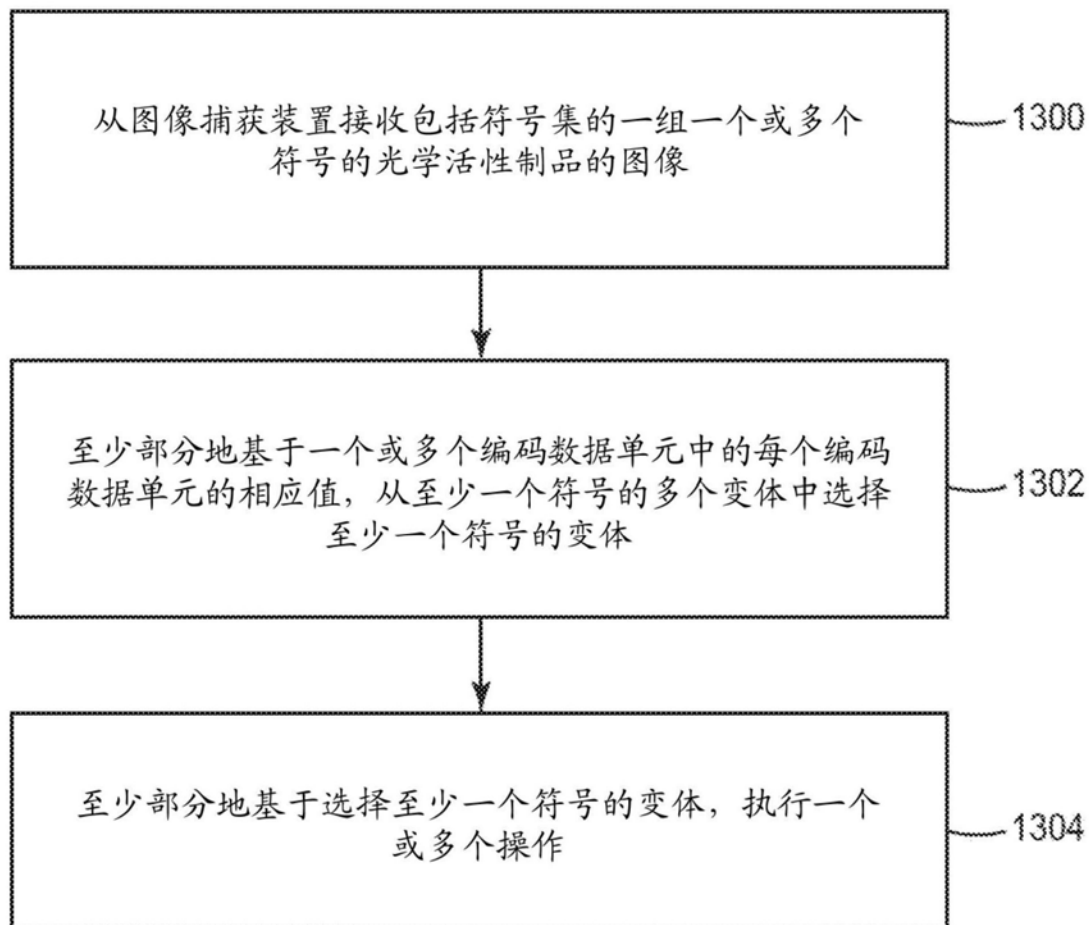 从图像捕获装置接收包括符号集的一组一个或多个
符号的光学活性制品的图像
1300
至少部分地基于一个或多个编码数据单元中的每个编码
数据单元的相应值，从至少一个符号的多个变体中选择
至少一个符号的变体
1302
至少部分地基于选择至少一个符号的变体，执行一个
或多个操作
1304